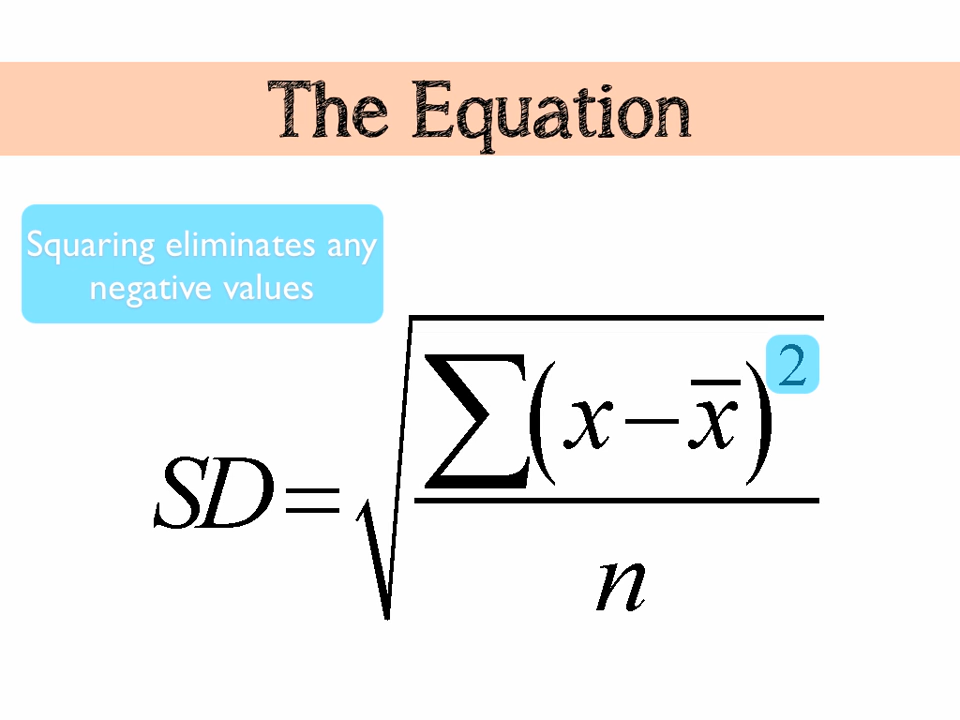 The Equation
Squaring eliminates any
negative values
SD = √(∑(x − x̅)² / n)